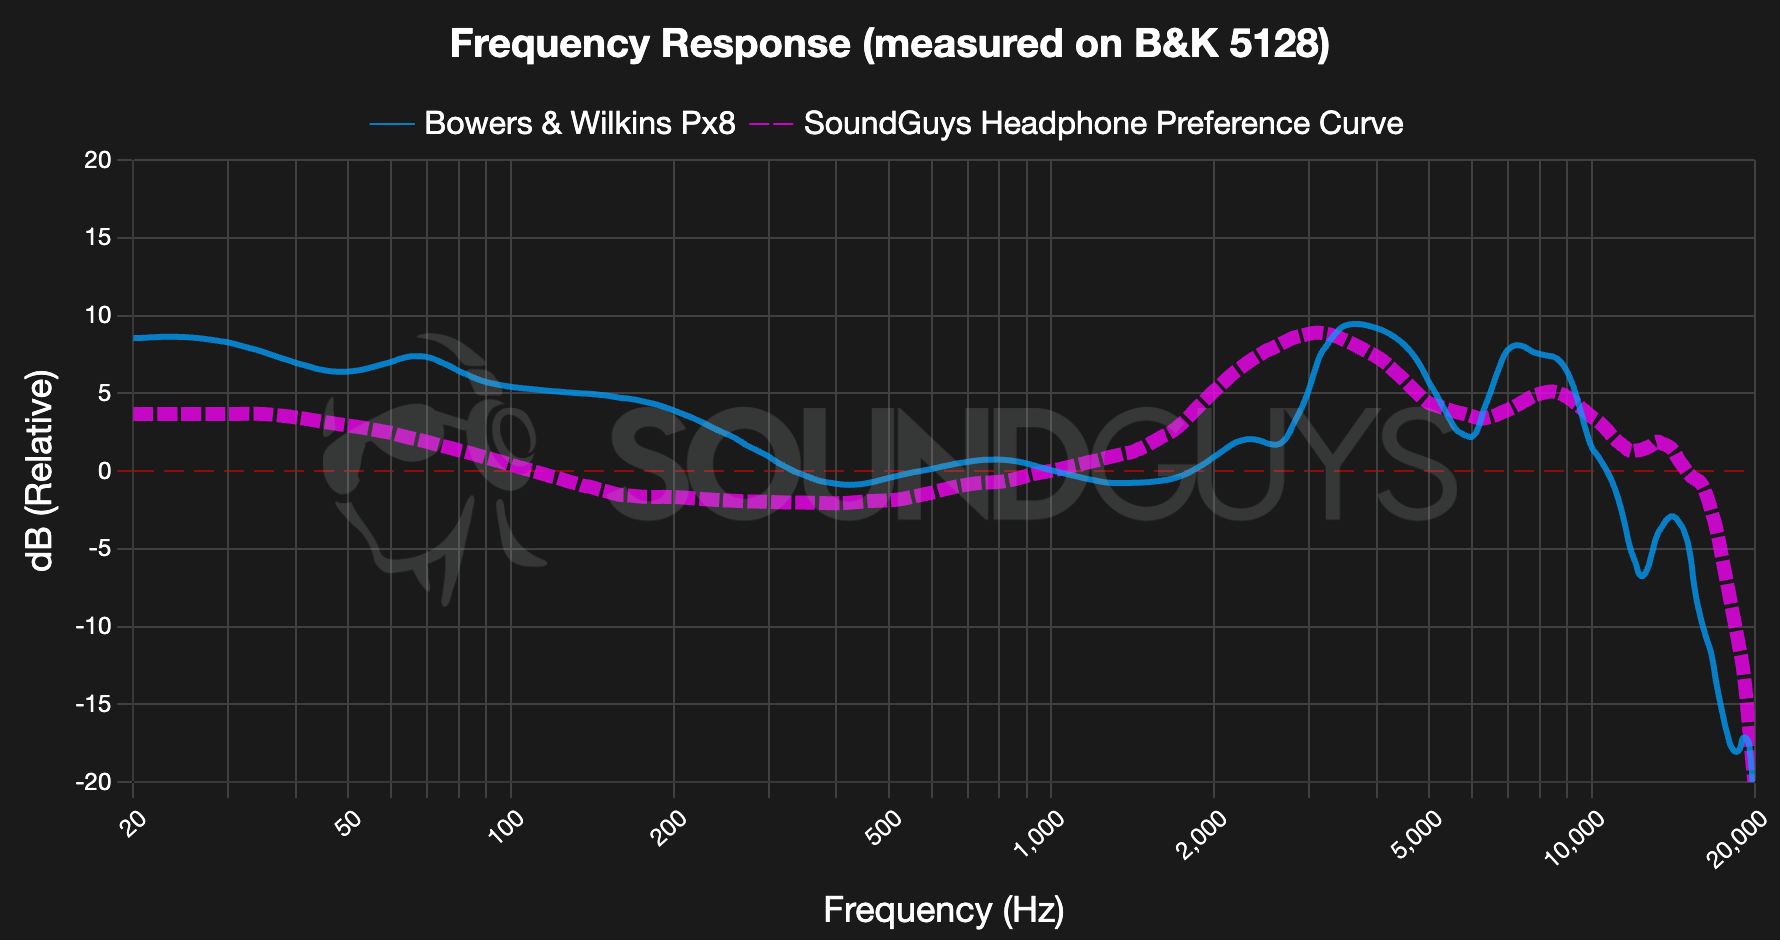 Frequency Response (measured on B&K 5128)
Bowers & Wilkins Px8 SoundGuys Headphone Preference Curve
20
15
10
5
0
-5
-10
-15
-20
dB (Relative)
SOUNDGUYS
20 50 100 200 500 1,000 2,000 5,000 10,000 20,000
Frequency (Hz)